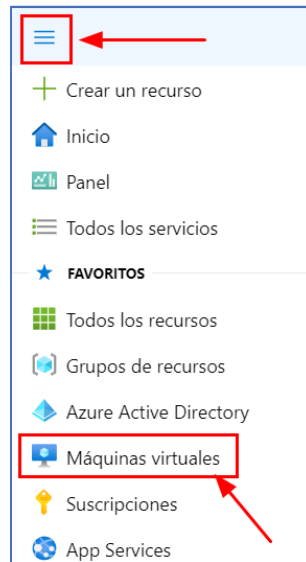 Crear un recurso
Inicio
Panel
Todos los servicios
FAVORITOS
Todos los recursos
Grupos de recursos
Azure Active Directory
Máquinas virtuales
Suscripciones
App Services